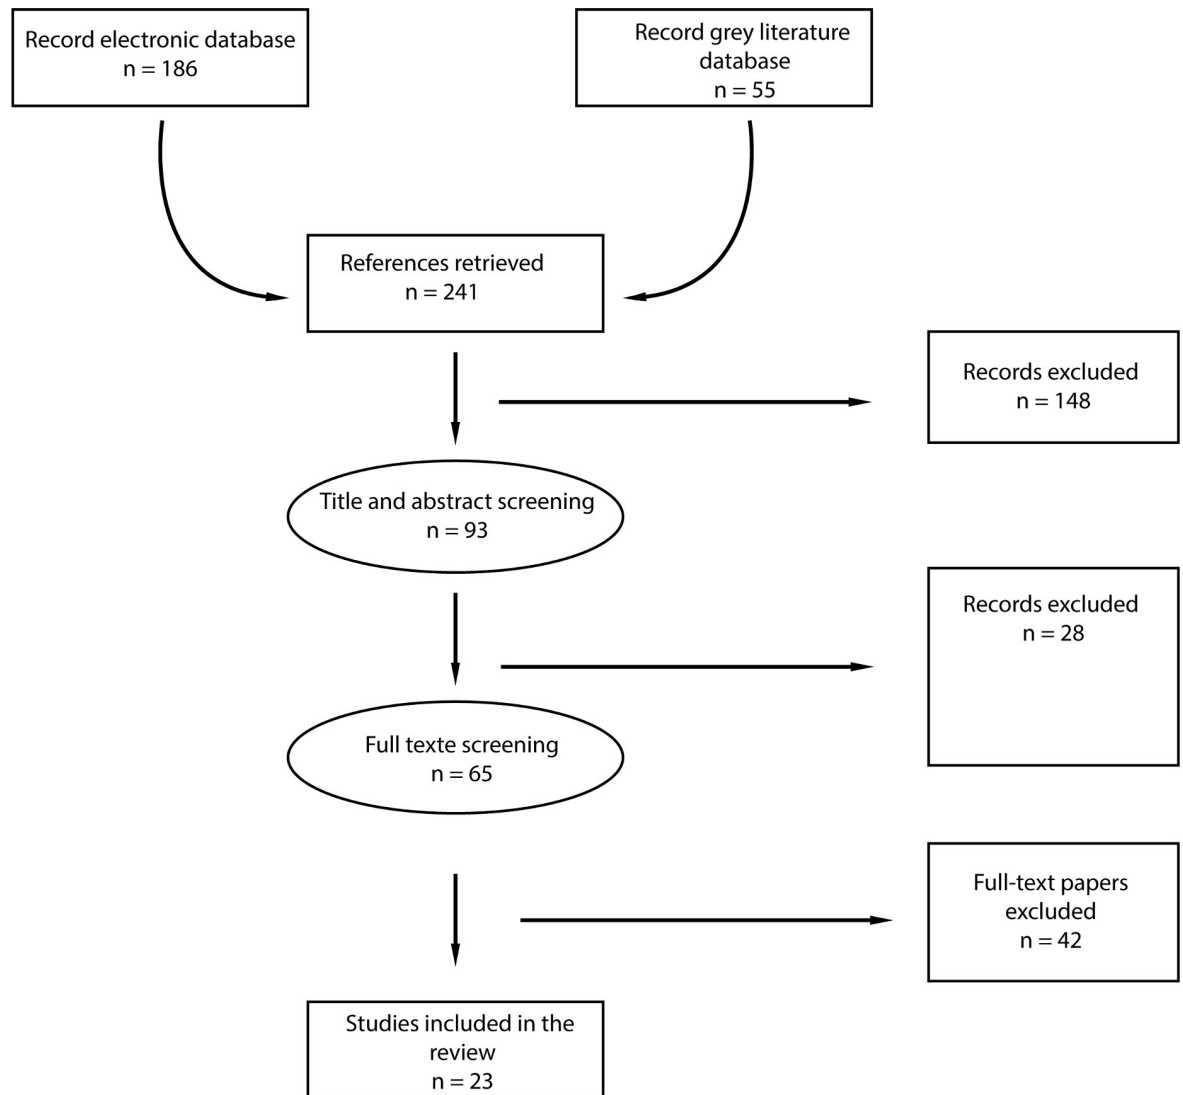 Record electronic database
n = 186
Record grey literature
database
n = 55
References retrieved
n = 241
Records excluded
n = 148
Title and abstract screening
n = 93
Records excluded
n = 28
Full texte screening
n = 65
Full-text papers
excluded
n = 42
Studies included in the
review
n = 23